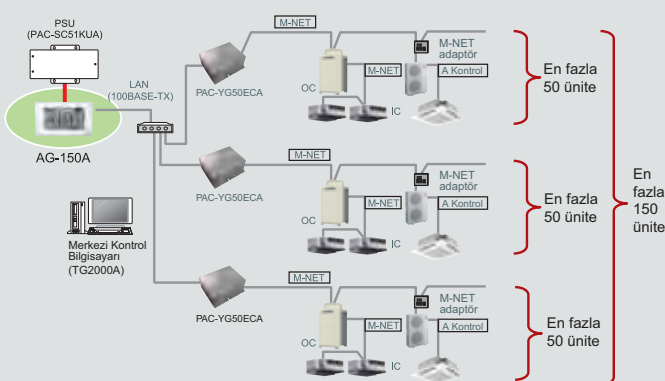 PSU
(PAC-SC51KUA)
AG-150A
LAN
(100BASE-TX)
Merkezi Kontrol
Bilgisayarı
(TG2000A)
M-NET
PAC-YG50ECA
OC
M-NET
IC
M-NET
adaptör
A Kontrol
En fazla
50 ünite
M-NET
PAC-YG50ECA
OC
M-NET
IC
M-NET
adaptör
A Kontrol
En fazla
50 ünite
M-NET
PAC-YG50ECA
OC
M-NET
IC
M-NET
adaptör
A Kontrol
En fazla
50 ünite
En
fazla
150
ünite